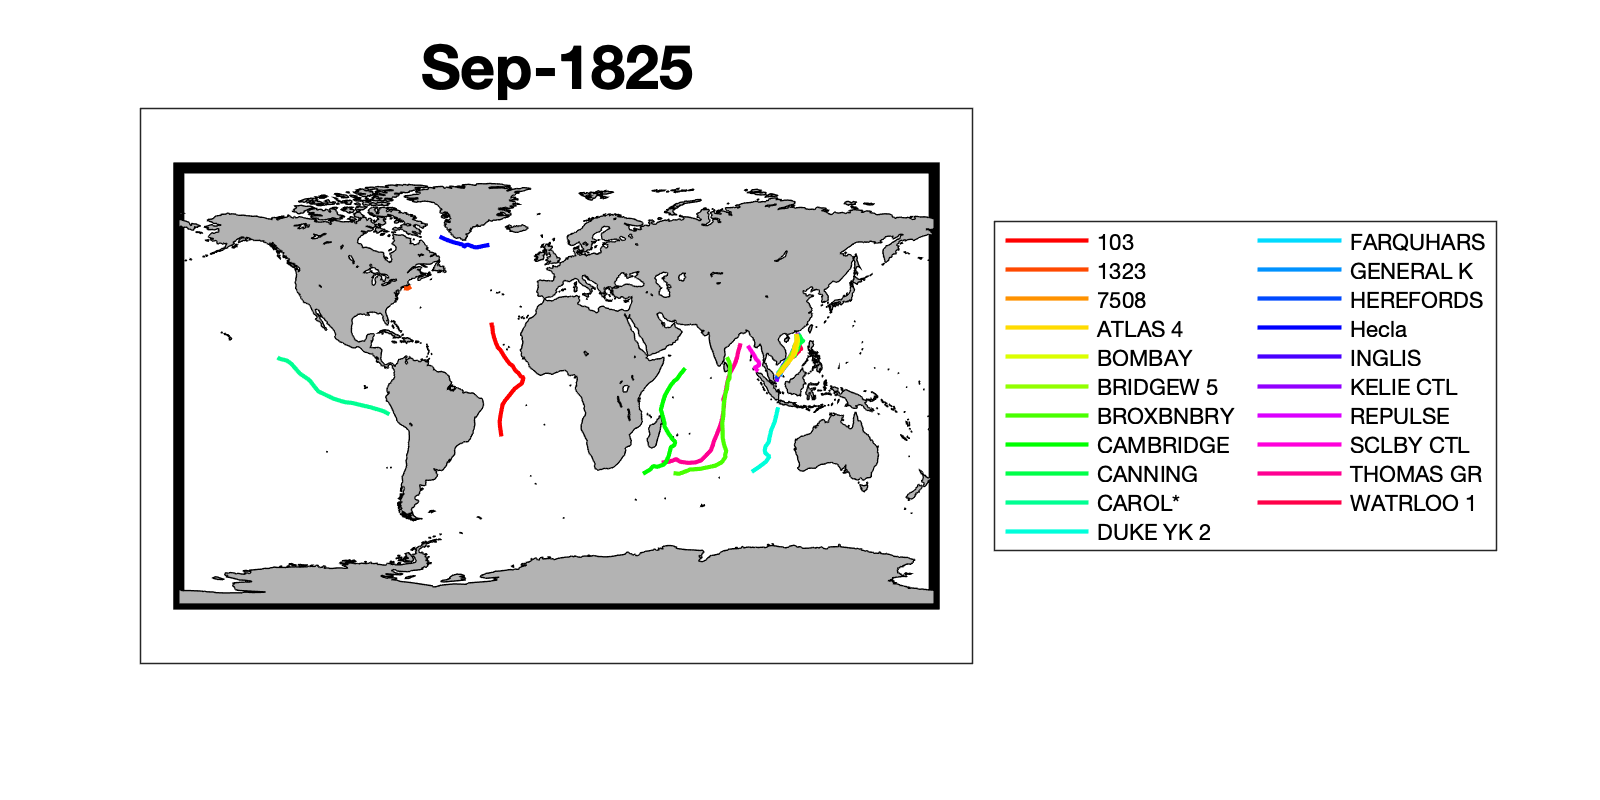 Sep-1825
103
1323
7508
ATLAS 4
BOMBAY
BRIDGEW 5
BROXBNBRY
CAMBRIDGE
CANNING
CAROL*
DUKE YK 2
FARQUHARS
GENERAL K
HEREFORDS
Hecla
INGLIS
KELIE CTL
REPULSE
SCLBY CTL
THOMAS GR
WATRLOO 1